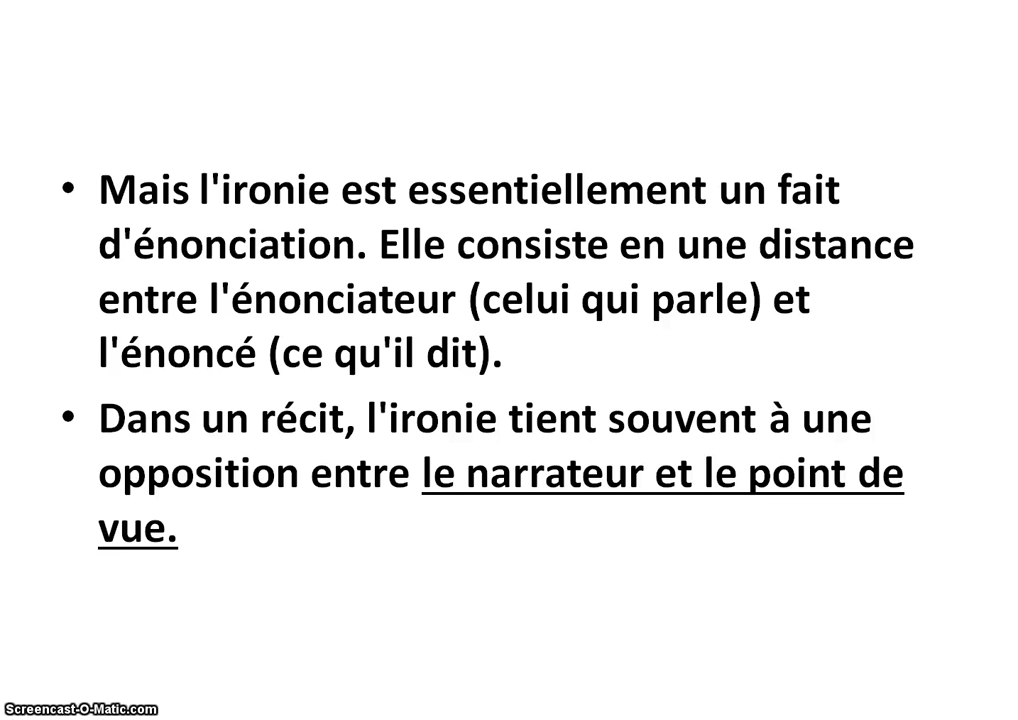 • Mais l'ironie est essentiellement un fait
d'énonciation. Elle consiste en une distance
entre l'énonciateur (celui qui parle) et
l'énoncé (ce qu'il dit).
• Dans un récit, l'ironie tient souvent à une
opposition entre le narrateur et le point de
vue.
Screencast-O-Matic.com